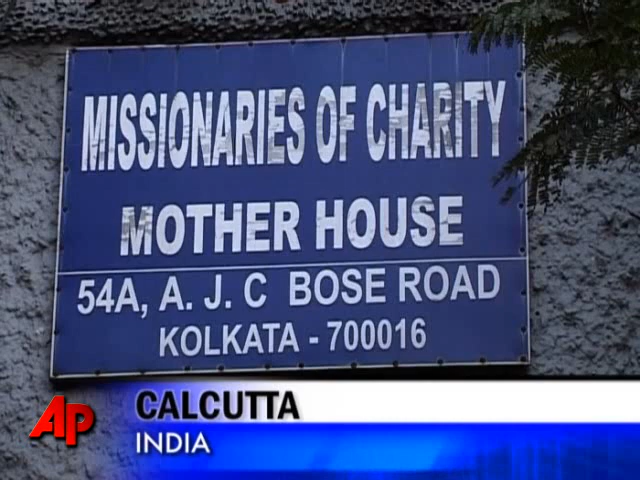 MISSIONARIES OF CHARITY
MOTHER HOUSE
54A, A. J. C BOSE ROAD
KOLKATA - 700016
AP
CALCUTTA
INDIA